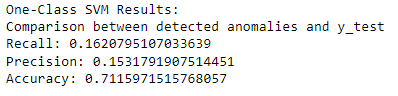 One-Class SVM Results:
Comparison between detected anomalies and y_test
Recall: 0.1620795107033639
Precision: 0.1531791907514451
Accuracy: 0.7115971515768057